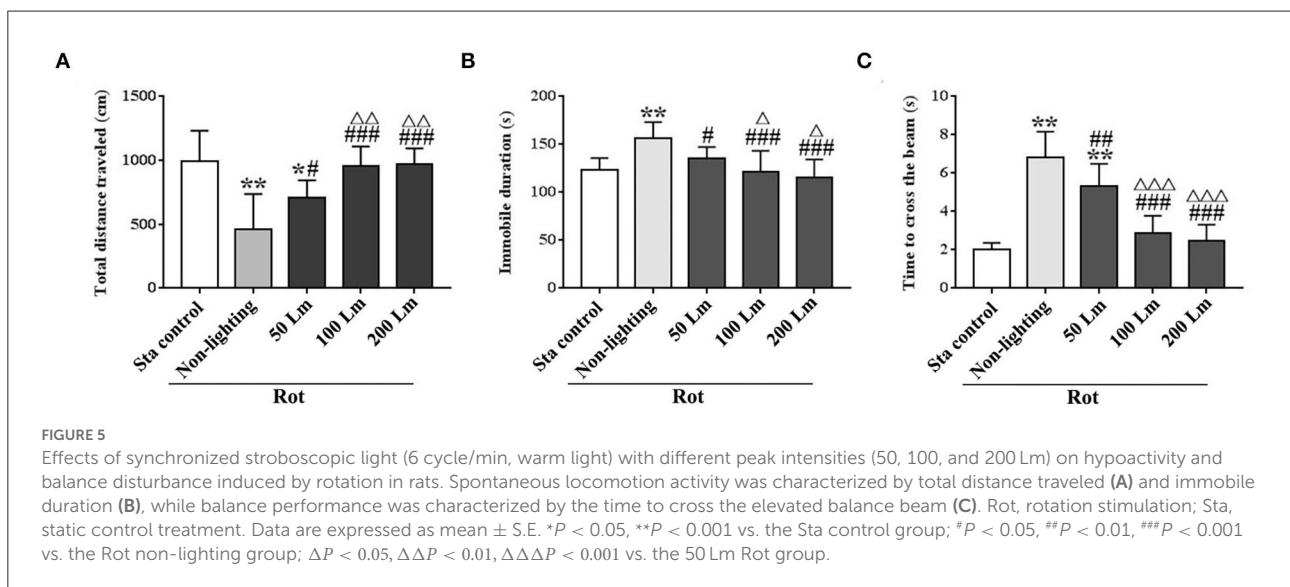 A
B
C
Total distance traveled (cm)
1500
1000
500
0
**
*#
△△
###
△△
###
Sta control
Non-lighting
50 Lm
100 Lm
200 Lm
Rot
Immobile duration (s)
200
150
100
50
0
**
#
△
###
△
###
Sta control
Non-lighting
50 Lm
100 Lm
200 Lm
Rot
Time to cross the beam (s)
10
8
6
4
2
0
**
##
**
△△△
###
△△△
###
Sta control
Non-lighting
50 Lm
100 Lm
200 Lm
Rot
FIGURE 5
Effects of synchronized stroboscopic light (6 cycle/min, warm light) with different peak intensities (50, 100, and 200 Lm) on hypoactivity and
balance disturbance induced by rotation in rats. Spontaneous locomotion activity was characterized by total distance traveled (A) and immobile
duration (B), while balance performance was characterized by the time to cross the elevated balance beam (C). Rot, rotation stimulation; Sta,
static control treatment. Data are expressed as mean ± S.E. *P < 0.05, **P < 0.001 vs. the Sta control group; #P < 0.05, ##P < 0.01, ###P < 0.001
vs. the Rot non-lighting group; ΔP < 0.05, ΔΔP < 0.01, ΔΔΔP < 0.001 vs. the 50 Lm Rot group.